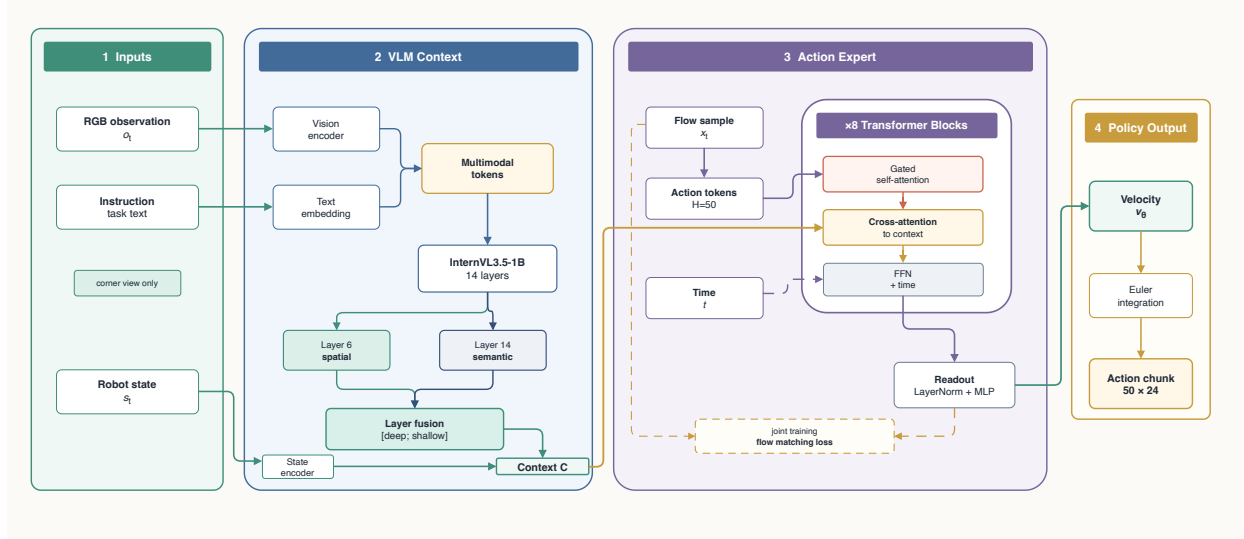 1 Inputs
RGB observation
ot
Instruction
task text
corner view only
Robot state
st
2 VLM Context
Vision
encoder
Text
embedding
Multimodal
tokens
InternVL3.5-1B
14 layers
Layer 6
spatial
Layer 14
semantic
Layer fusion
[deep; shallow]
State
encoder
Context C
3 Action Expert
Flow sample
xt
Action tokens
H=50
Time
t
×8 Transformer Blocks
Gated
self-attention
Cross-attention
to context
FFN
+ time
Readout
LayerNorm + MLP
joint training
flow matching loss
4 Policy Output
Velocity
vθ
Euler
integration
Action chunk
50 × 24